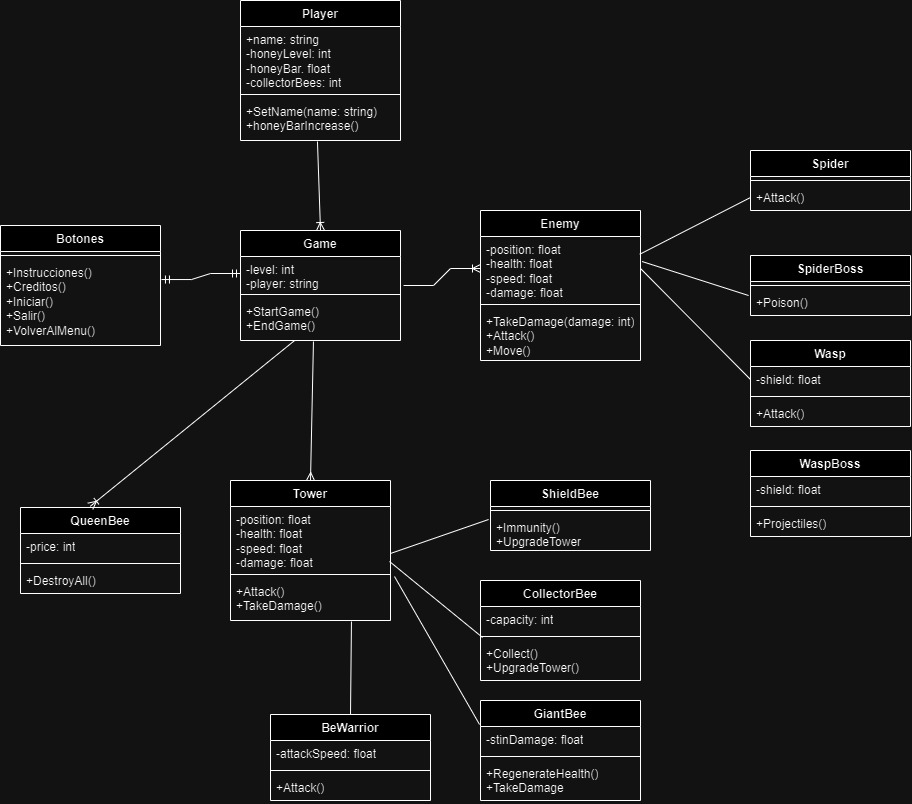 Player
+name: string
-honeyLevel: int
-honeyBar. float
-collectorBees: int
+SetName(name: string)
+honeyBarIncrease()
Botones
+Instrucciones()
+Creditos()
+Iniciar()
+Salir()
+VolverAlMenu()
Game
-level: int
-player: string
+StartGame()
+EndGame()
Enemy
-position: float
-health: float
-speed: float
-damage: float
+TakeDamage(damage: int)
+Attack()
+Move()
Spider
+Attack()
SpiderBoss
+Poison()
Wasp
-shield: float
+Attack()
WaspBoss
-shield: float
+Projectiles()
QueenBee
-price: int
+DestroyAll()
Tower
-position: float
-health: float
-speed: float
-damage: float
+Attack()
+TakeDamage()
ShieldBee
+Immunity()
+UpgradeTower
CollectorBee
-capacity: int
+Collect()
+UpgradeTower()
GiantBee
-stinDamage: float
+RegenerateHealth()
+TakeDamage
BeWarrior
-attackSpeed: float
+Attack()